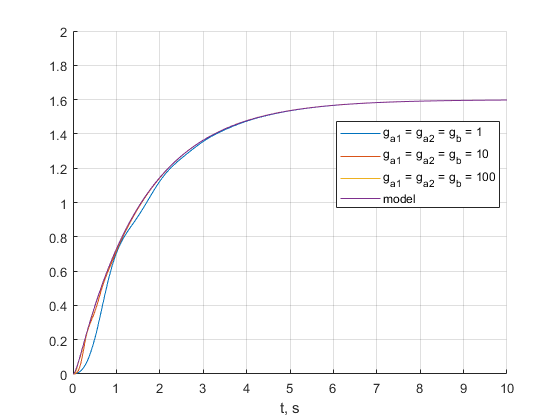 2
1.8
1.6
1.4
1.2
1
0.8
0.6
0.4
0.2
0
0 1 2 3 4 5 6 7 8 9 10
t, s
g_a1 = g_a2 = g_b = 1
g_a1 = g_a2 = g_b = 10
g_a1 = g_a2 = g_b = 100
model